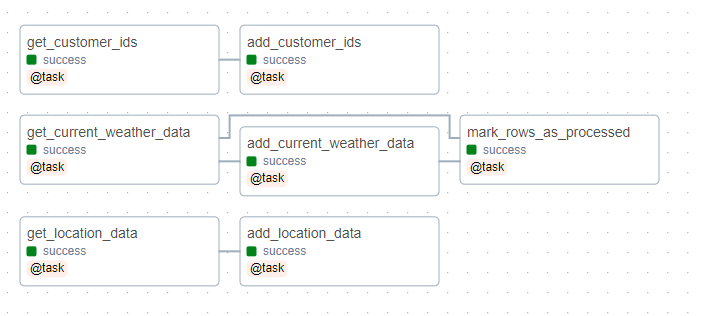 get_customer_ids
success
@task
add_customer_ids
success
@task
get_current_weather_data
success
@task
add_current_weather_data
success
@task
mark_rows_as_processed
success
@task
get_location_data
success
@task
add_location_data
success
@task